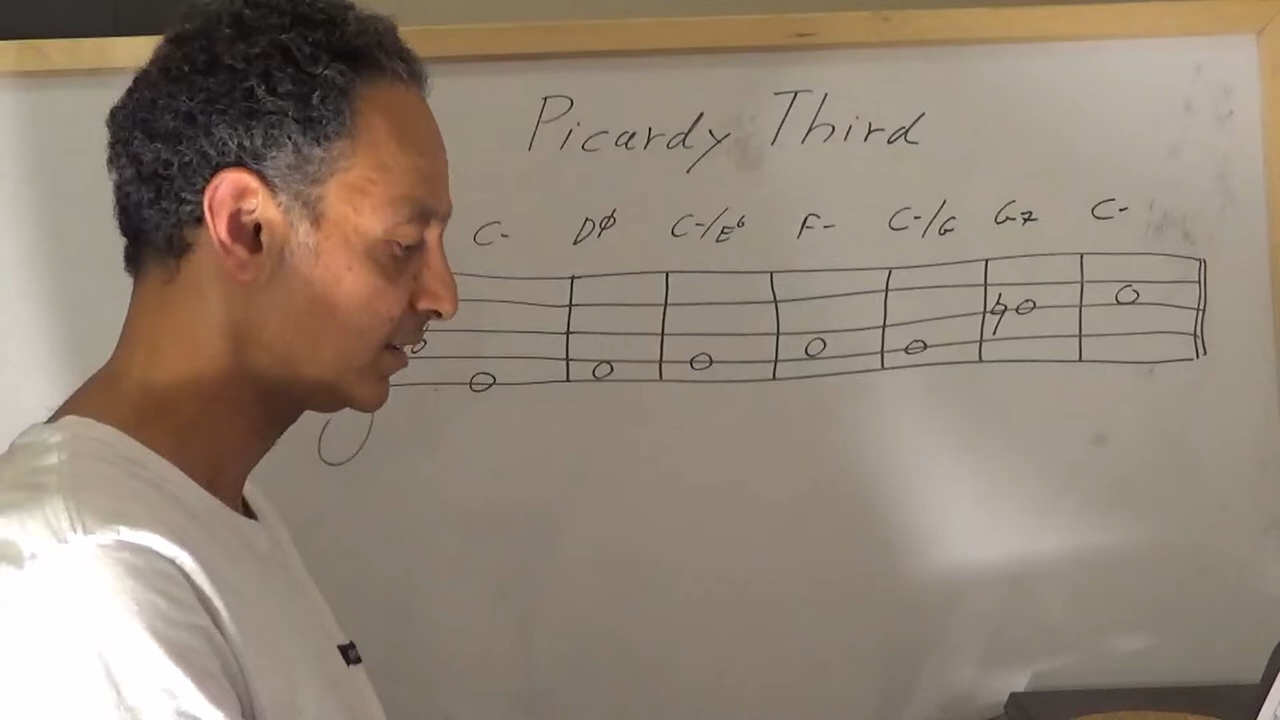 Picardy Third
C- Dø C-/E♭ F- C-/G G7 C-